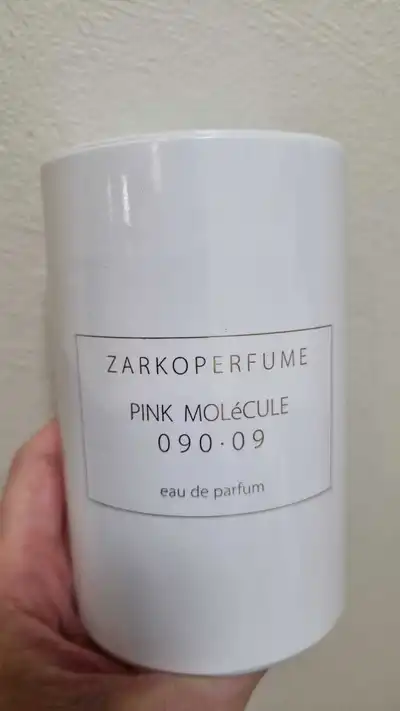 ZARKOPERFUME
PINK MOLéCULE
090·09
eau de parfum